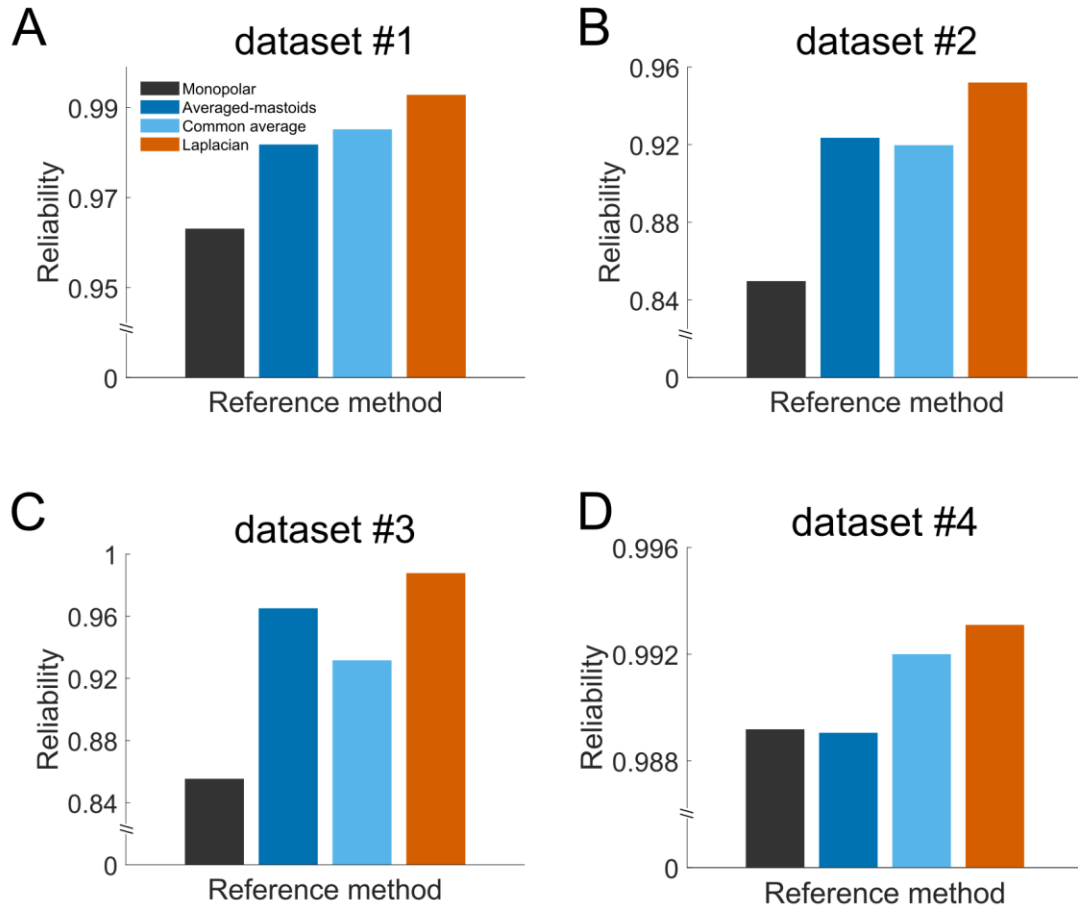 A
dataset #1
Monopolar
Averaged-mastoids
Common average
Laplacian
0.99
0.97
0.95
0
Reliability
Reference method
B
dataset #2
0.96
0.92
0.88
0.84
0
Reliability
Reference method
C
dataset #3
1
0.96
0.92
0.88
0.84
0
Reliability
Reference method
D
dataset #4
0.996
0.992
0.988
0
Reliability
Reference method